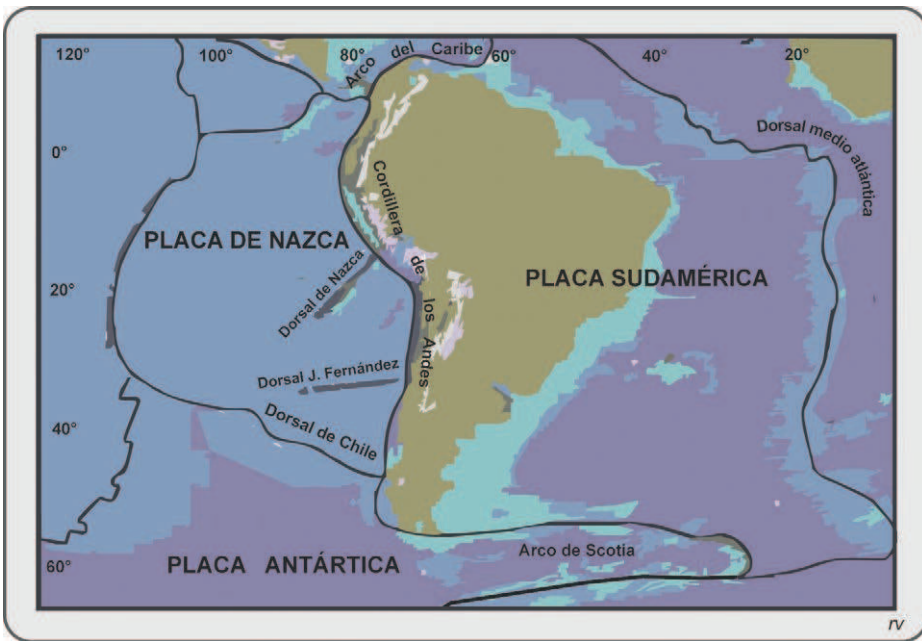 120°
100°
80°
60°
40°
20°
Arco del Caribe
Dorsal medio atlántica
0°
Cordillera de los Andes
PLACA DE NAZCA
PLACA SUDAMÉRICA
20°
Dorsal de Nazca
Dorsal J. Fernández
Dorsal de Chile
40°
Arco de Scotia
60°
PLACA ANTÁRTICA
rv